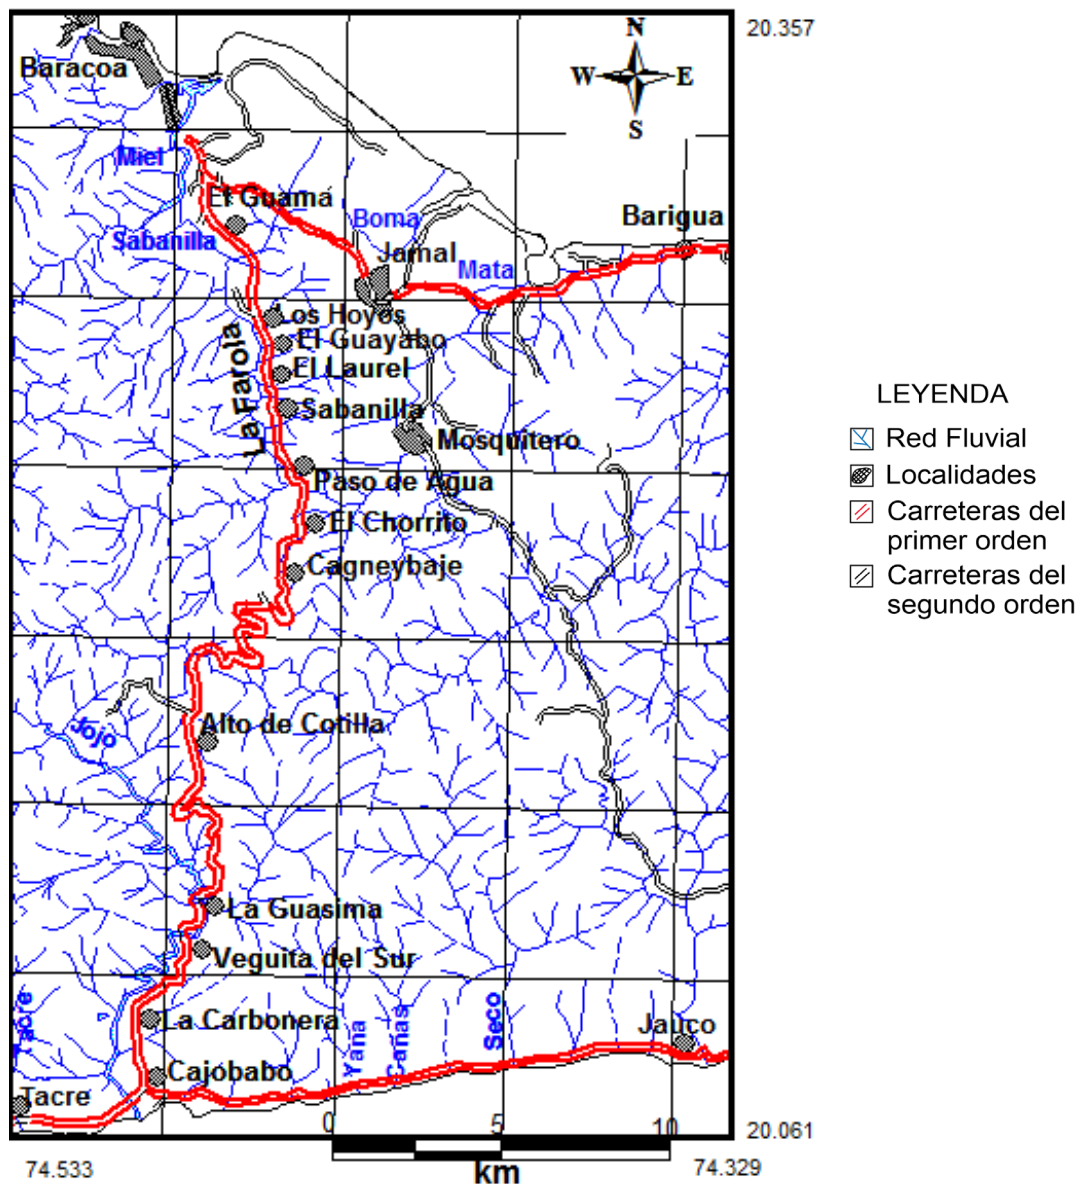 20.357
N
W E
S
Baracoa
Miel
El Guamá
Boma
Barigua
Sabanilla
Jamal
Mata
Los Hoyos
El Guayabo
La Farola
El Laurel
Sabanilla
Mosquitero
Paso de Agua
El Chorrito
Cagneybaje
Alto de Cotilla
Jojo
La Guasima
Veguita del Sur
Tacre
La Carbonera
Yana
Cañas
Seco
Jauco
Cajobabo
Tacre
0 5 10
km
20.061
74.533
74.329
LEYENDA
Red Fluvial
Localidades
Carreteras del
primer orden
Carreteras del
segundo orden